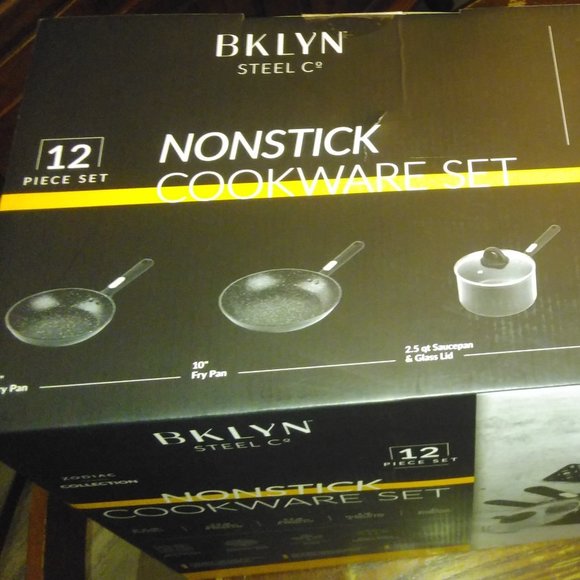 BKLYN
STEEL Cº
12
PIECE SET
NONSTICK
COOKWARE SET
Fry Pan
10"
Fry Pan
2.5 qt Saucepan
& Glass Lid
BKLYN
STEEL Cº
12
PIECE SET
ZODIAC
COLLECTION
NONSTICK
COOKWARE SET